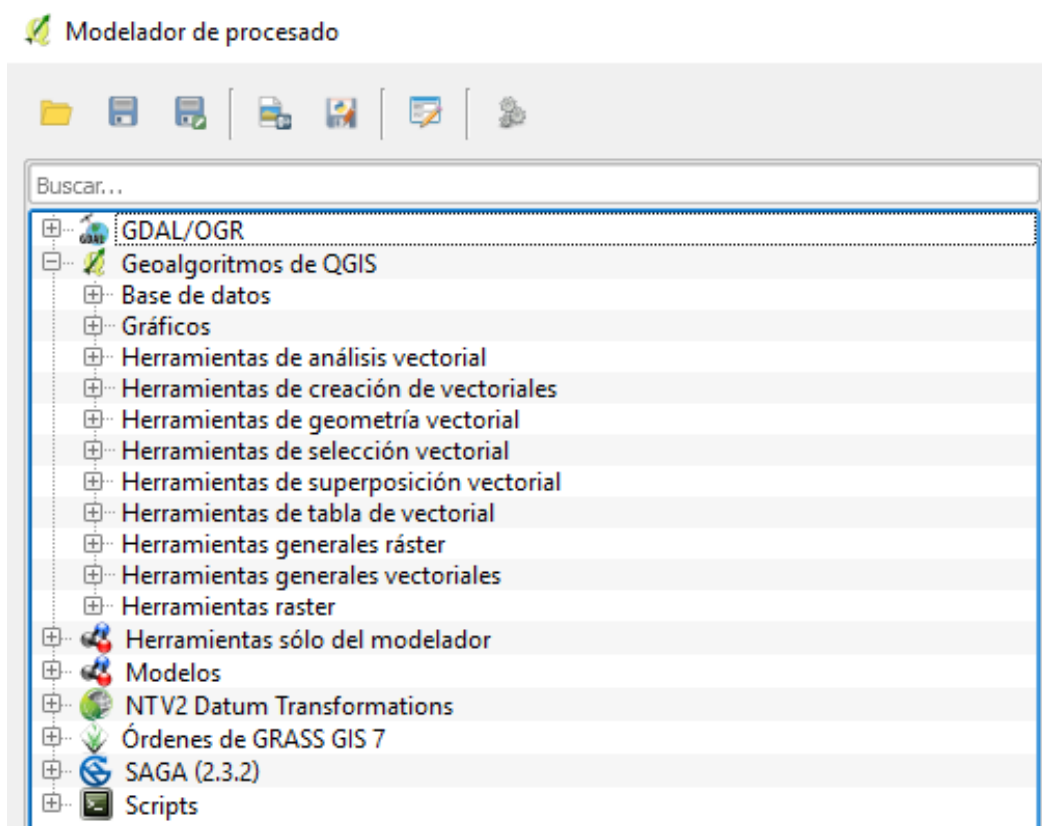 Modelador de procesado
Buscar...
GDAL/OGR
Geoalgoritmos de QGIS
Base de datos
Gráficos
Herramientas de análisis vectorial
Herramientas de creación de vectoriales
Herramientas de geometría vectorial
Herramientas de selección vectorial
Herramientas de superposición vectorial
Herramientas de tabla de vectorial
Herramientas generales ráster
Herramientas generales vectoriales
Herramientas raster
Herramientas sólo del modelador
Modelos
NTV2 Datum Transformations
Órdenes de GRASS GIS 7
SAGA (2.3.2)
Scripts